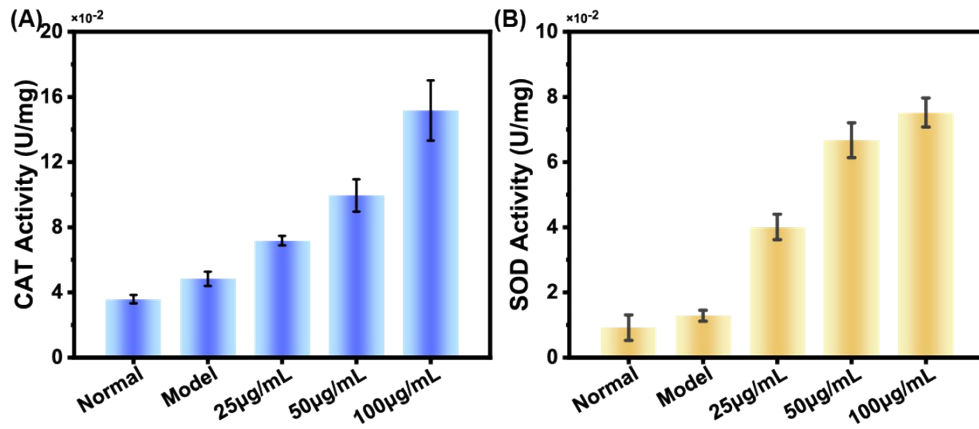 (A)
×10⁻²
CAT Activity (U/mg)
20
16
12
8
4
0
Normal
Model
25μg/mL
50μg/mL
100μg/mL
(B)
×10⁻²
SOD Activity (U/mg)
10
8
6
4
2
0
Normal
Model
25μg/mL
50μg/mL
100μg/mL